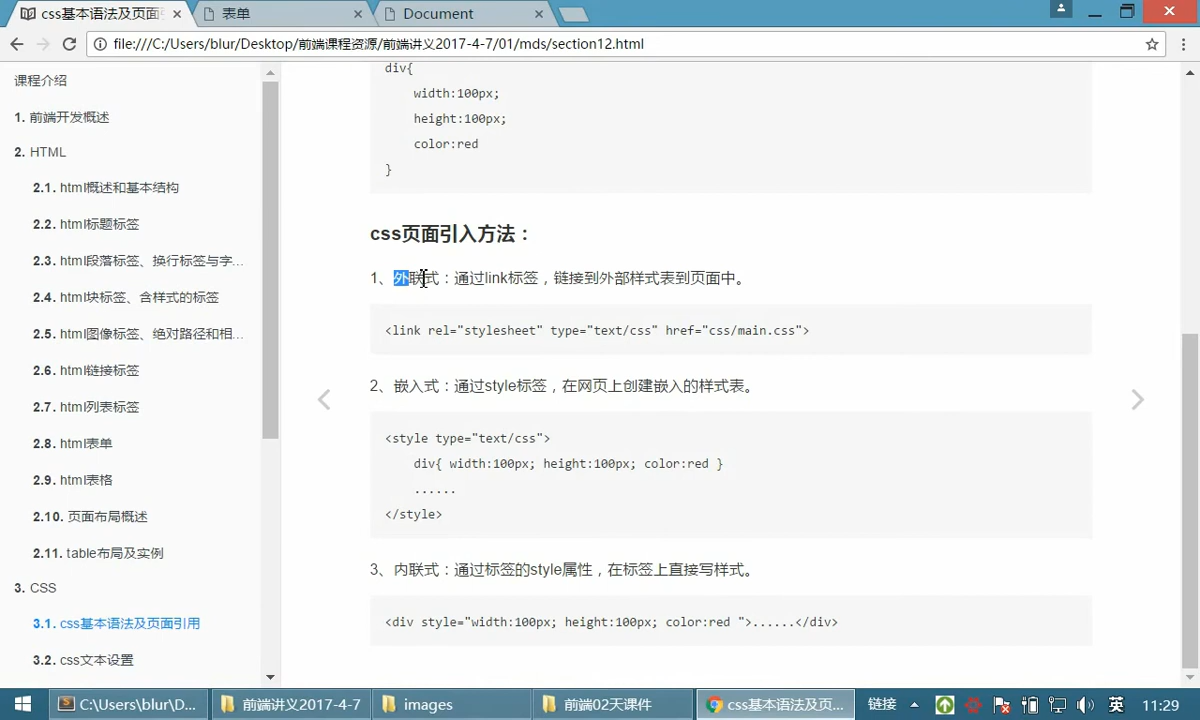 css基本语法及页面引
表单
Document
file:///C:/Users/blur/Desktop/前端课程资源/前端讲义2017-4-7/01/mds/section12.html
课程介绍
1. 前端开发概述
2. HTML
2.1. html概述和基本结构
2.2. html标题标签
2.3. html段落标签、换行标签与字...
2.4. html块标签、含样式的标签
2.5. html图像标签、绝对路径和相...
2.6. html链接标签
2.7. html列表标签
2.8. html表单
2.9. html表格
2.10. 页面布局概述
2.11. table布局及实例
3. CSS
3.1. css基本语法及页面引用
3.2. css文本设置
div{
width:100px;
height:100px;
color:red
}
css页面引入方法：
1、外联式：通过link标签，链接到外部样式表到页面中。
<link rel="stylesheet" type="text/css" href="css/main.css">
2、嵌入式：通过style标签，在网页上创建嵌入的样式表。
<style type="text/css">
div{ width:100px; height:100px; color:red }
......
</style>
3、内联式：通过标签的style属性，在标签上直接写样式。
<div style="width:100px; height:100px; color:red ">......</div>
C:\Users\blur\D...
前端讲义2017-4-7
images
前端02天课件
css基本语法及页...
链接
英
11:29